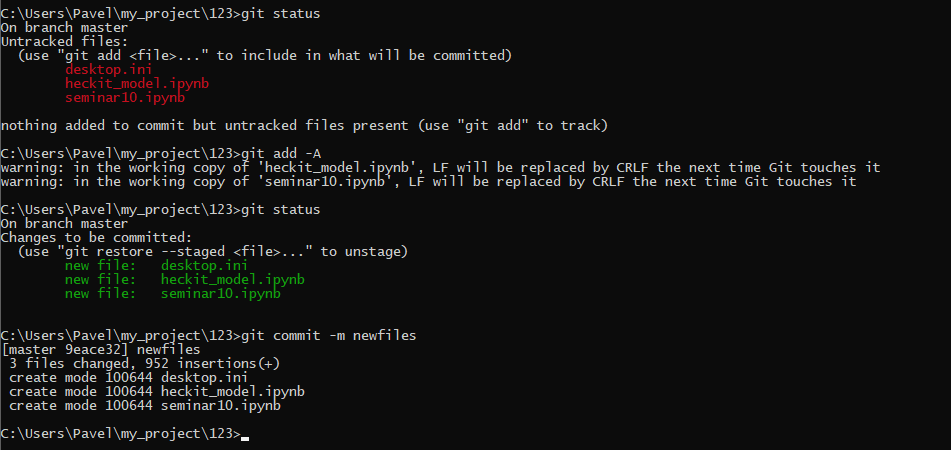 C:\Users\Pavel\my_project\123>git status
On branch master
Untracked files:
  (use "git add <file>..." to include in what will be committed)
        desktop.ini
        heckit_model.ipynb
        seminar10.ipynb

nothing added to commit but untracked files present (use "git add" to track)

C:\Users\Pavel\my_project\123>git add -A
warning: in the working copy of 'heckit_model.ipynb', LF will be replaced by CRLF the next time Git touches it
warning: in the working copy of 'seminar10.ipynb', LF will be replaced by CRLF the next time Git touches it

C:\Users\Pavel\my_project\123>git status
On branch master
Changes to be committed:
  (use "git restore --staged <file>..." to unstage)
        new file:   desktop.ini
        new file:   heckit_model.ipynb
        new file:   seminar10.ipynb


C:\Users\Pavel\my_project\123>git commit -m newfiles
[master 9eace32] newfiles
 3 files changed, 952 insertions(+)
 create mode 100644 desktop.ini
 create mode 100644 heckit_model.ipynb
 create mode 100644 seminar10.ipynb

C:\Users\Pavel\my_project\123>